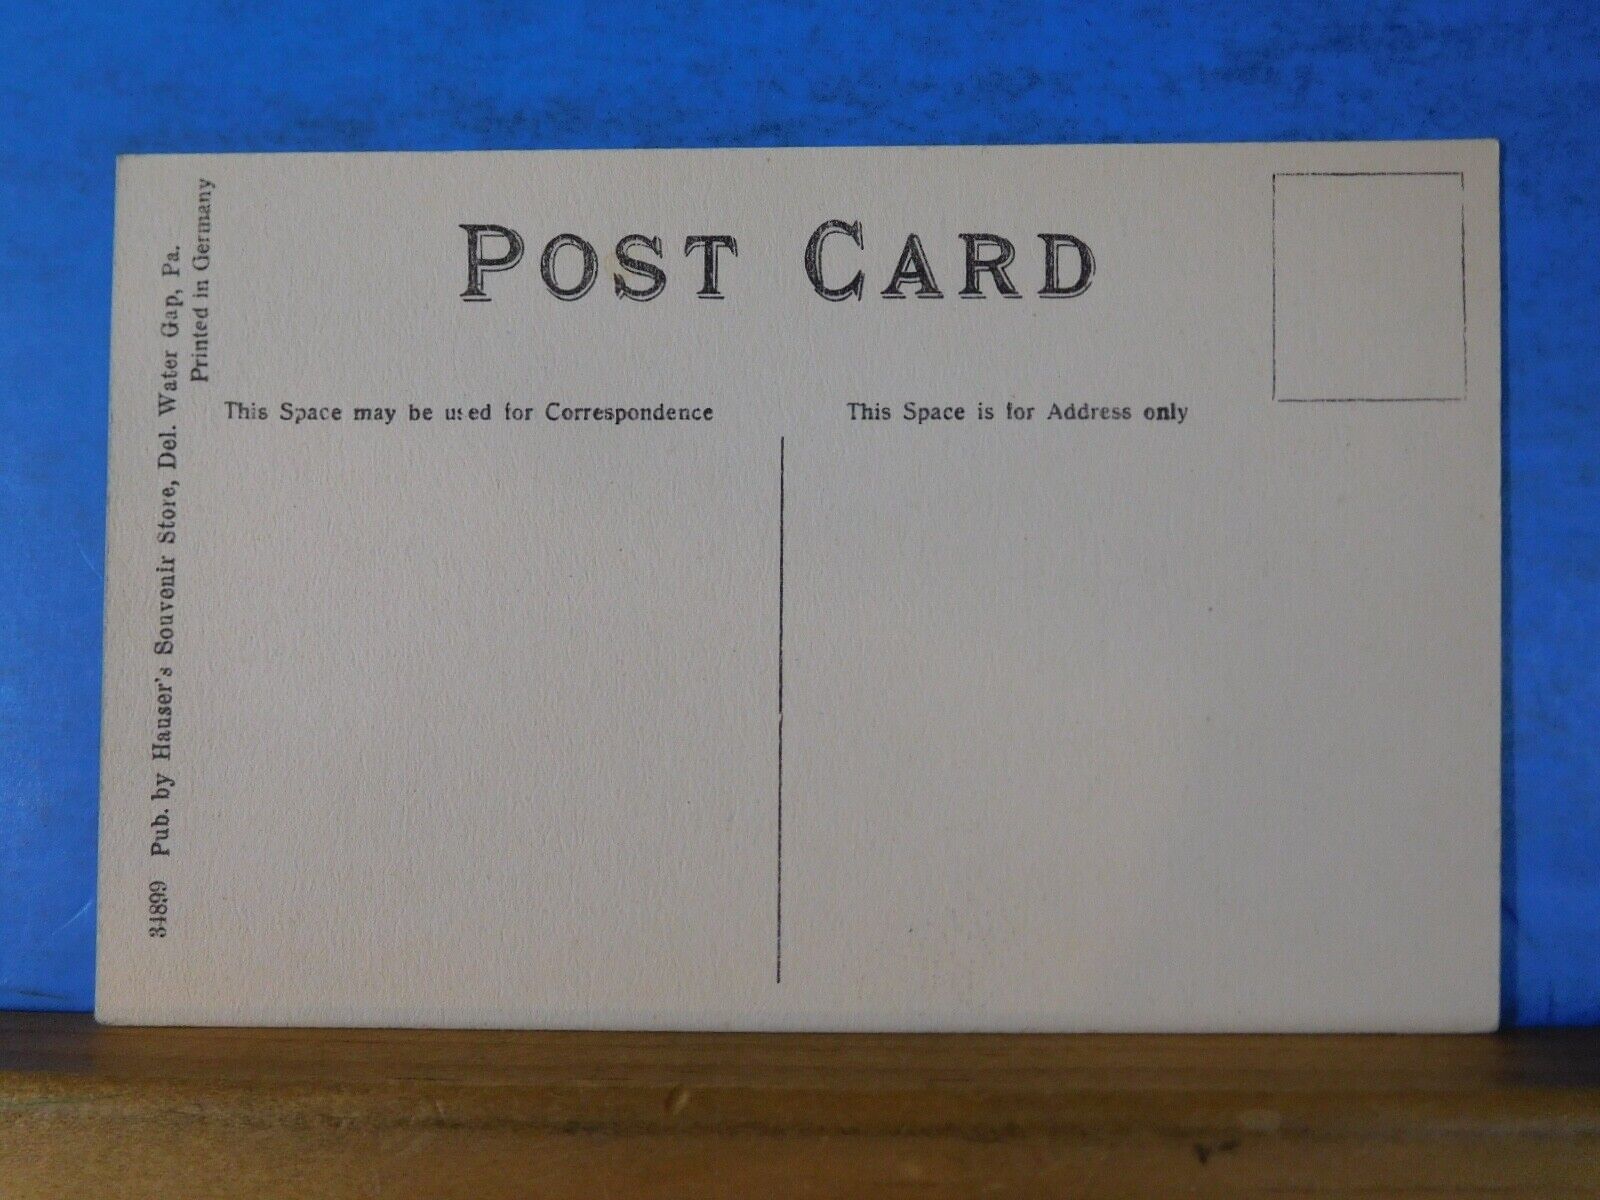 POST CARD
This Space may be used for Correspondence
This Space is for Address only
34899 Pub. by Hauser's Souvenir Store, Del. Water Gap, Pa.
Printed in Germany